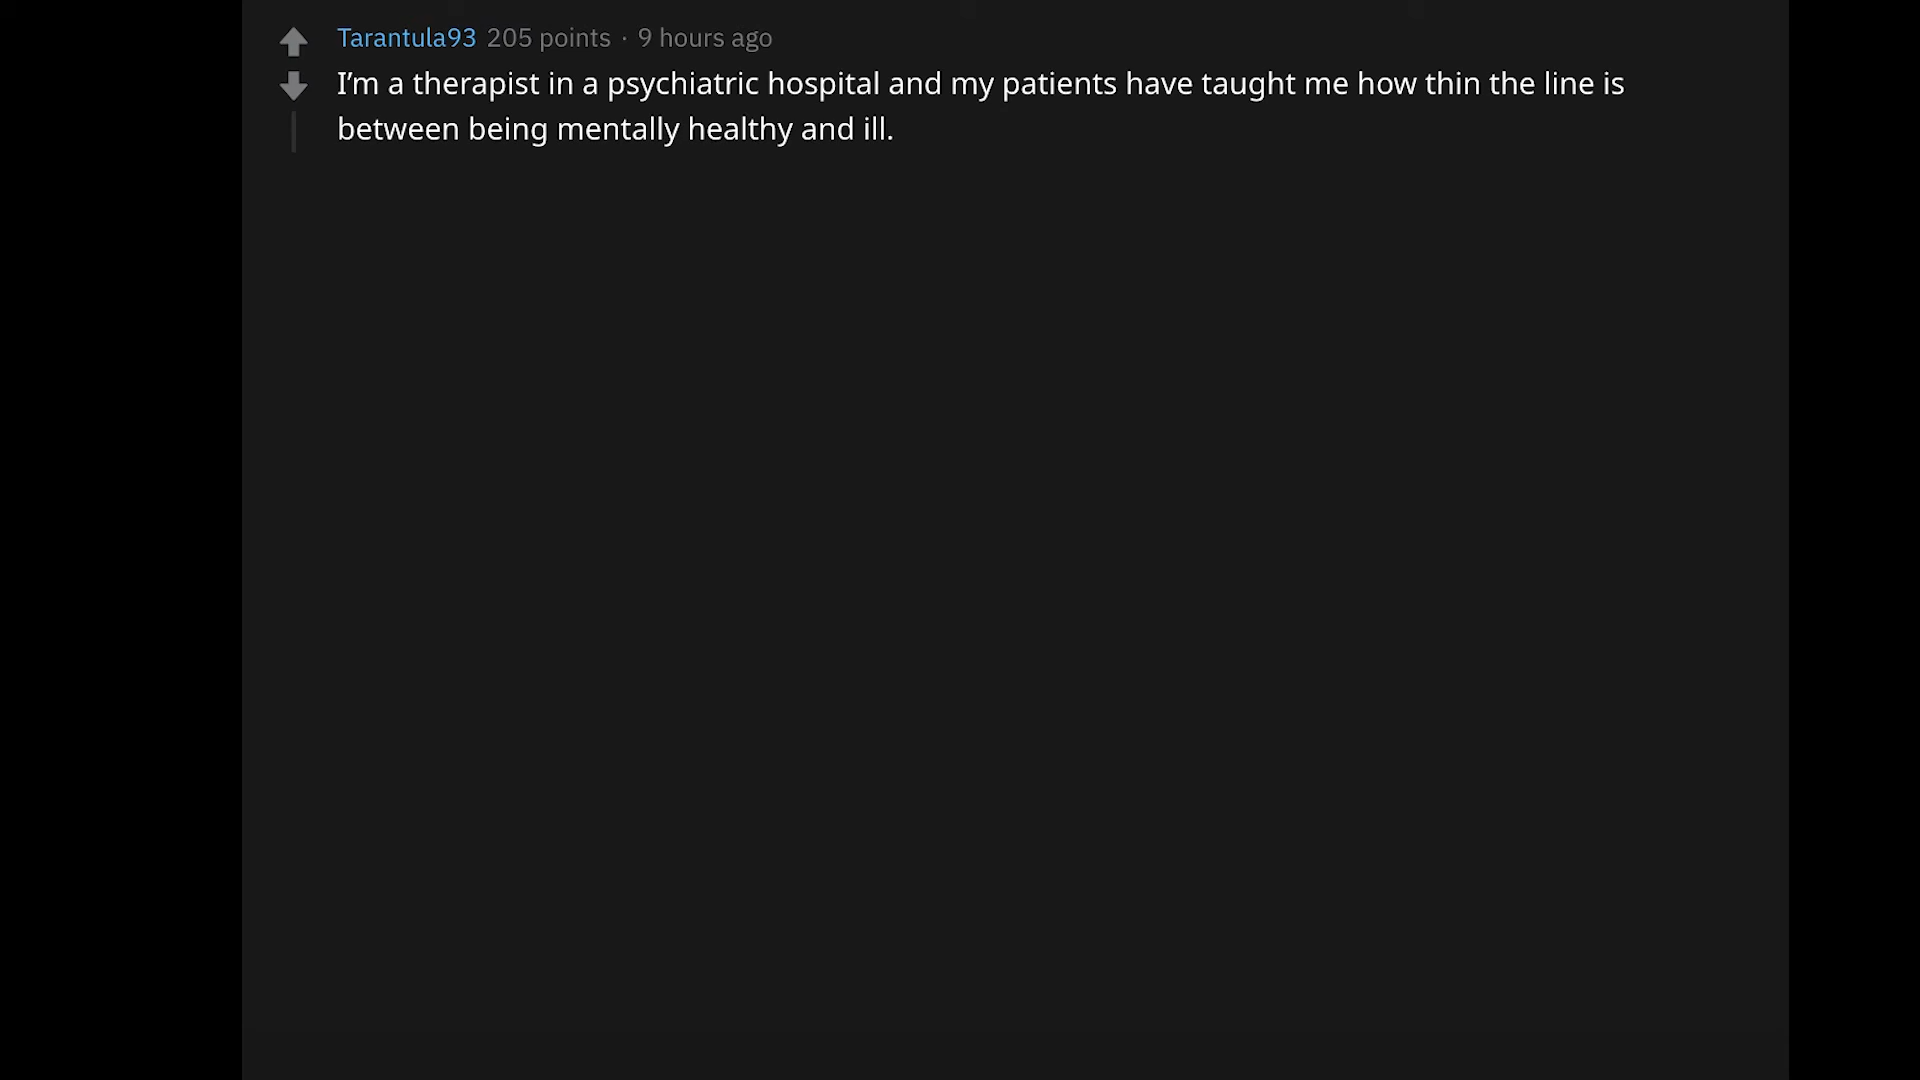 Tarantula93 205 points · 9 hours ago
I’m a therapist in a psychiatric hospital and my patients have taught me how thin the line is
between being mentally healthy and ill.